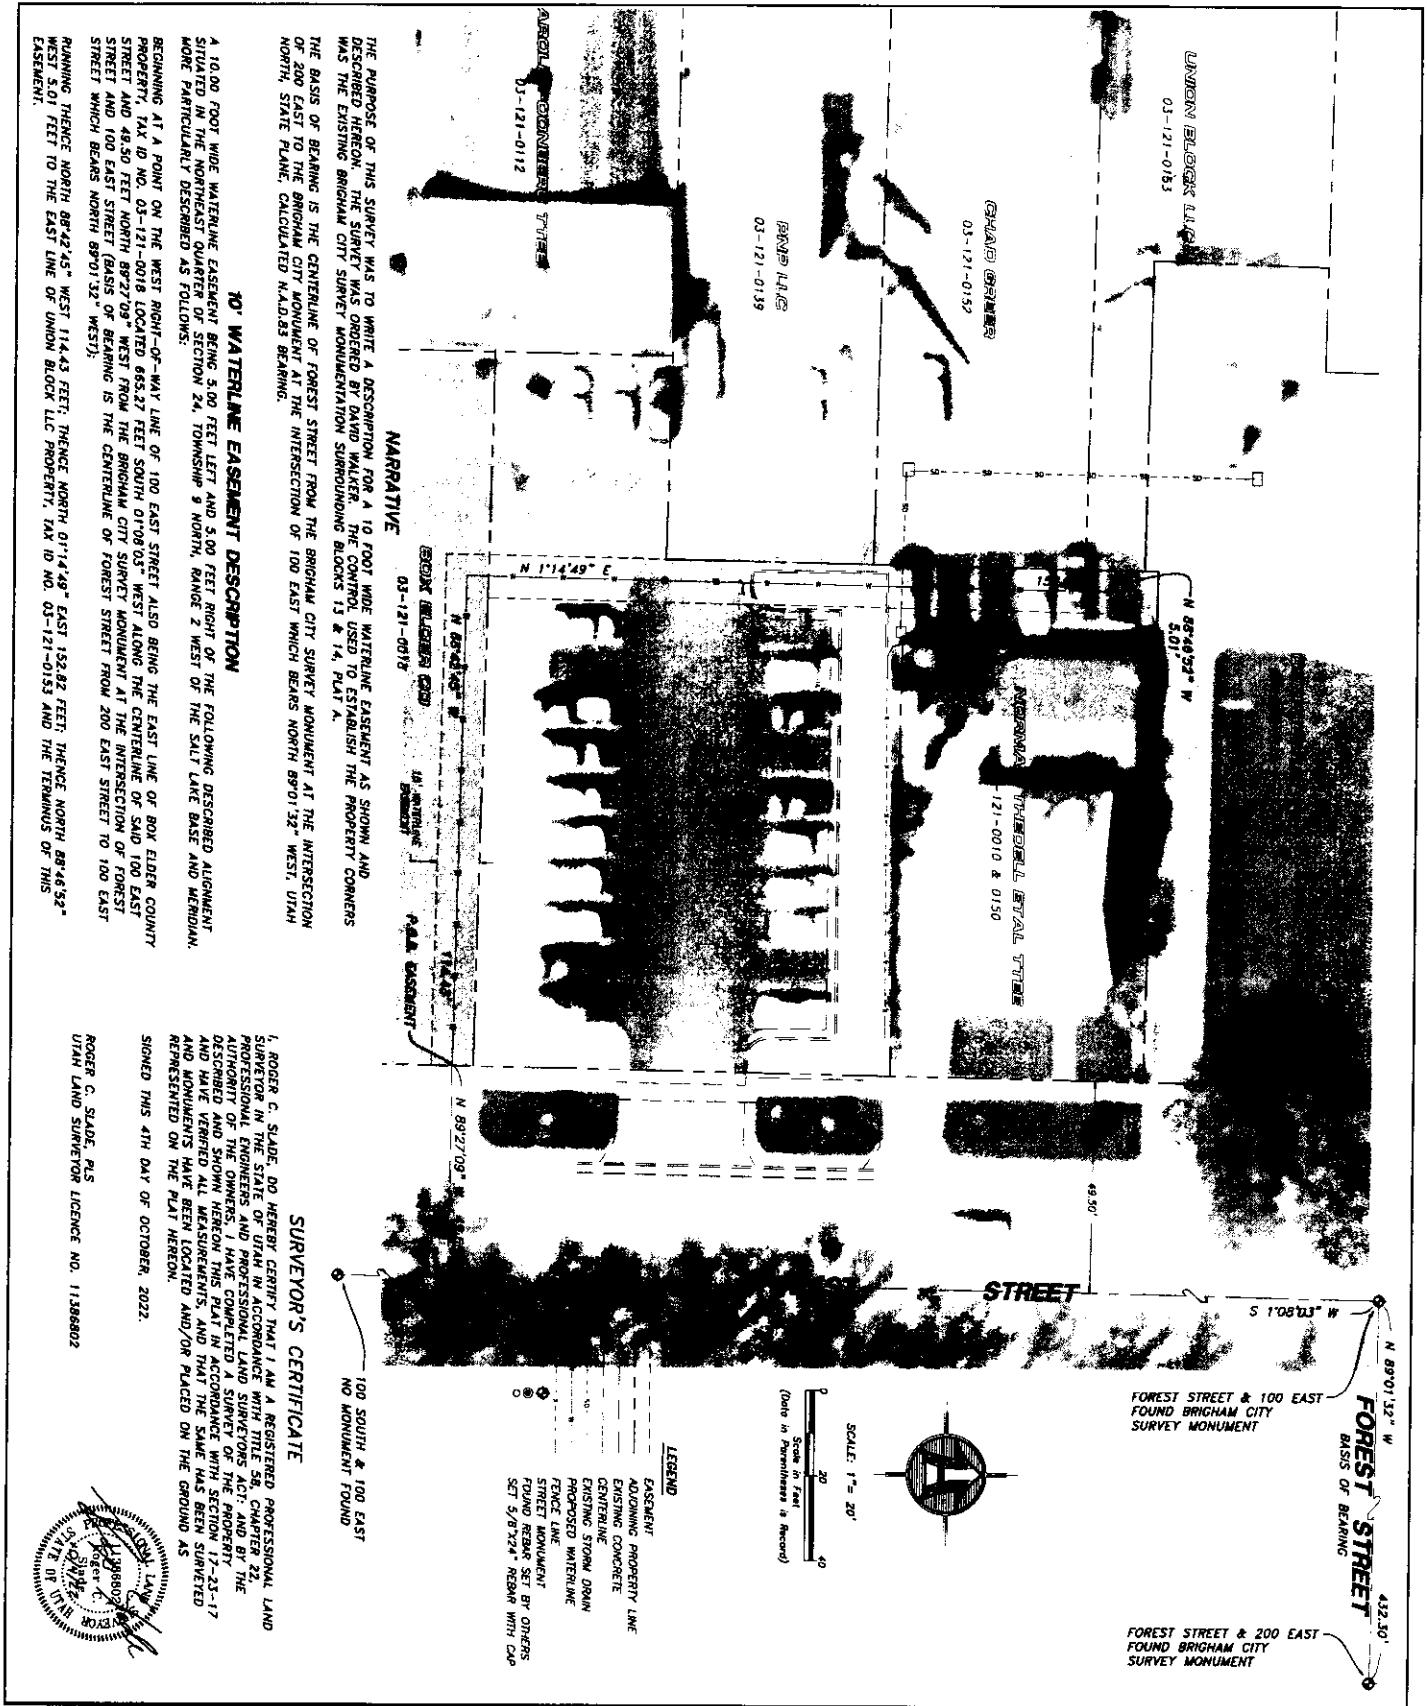 UNION BLOCK LLC
03-121-0153
CHAD GREER
03-121-0152
PNP LLC
03-121-0139
03-121-0112
N 1°14'49" E
N 88°42'45" W
114.43'
N 88°46'52" W
5.01'
BOX ELDER CO
03-121-0018
10' WATERLINE
EASEMENT
P.O.B. EASEMENT
N 89°27'09" W
NORMA THEDELL ETAL TTEE
-121-0010 & 0150
49.50'
STREET
S 1°08'03" W
N 89°01'32" W
432.50'
FOREST STREET
BASIS OF BEARING
FOREST STREET & 100 EAST
FOUND BRIGHAM CITY
SURVEY MONUMENT
FOREST STREET & 200 EAST
FOUND BRIGHAM CITY
SURVEY MONUMENT
100 SOUTH & 100 EAST
NO MONUMENT FOUND
SCALE: 1"= 20'
0 20 40
Scale in Feet
(Data in Parentheses is Record)
LEGEND
EASEMENT
ADJOINING PROPERTY LINE
EXISTING CONCRETE
CENTERLINE
EXISTING STORM DRAIN
PROPOSED WATERLINE
FENCE LINE
STREET MONUMENT
FOUND REBAR SET BY OTHERS
SET 5/8"X24" REBAR WITH CAP
NARRATIVE
THE PURPOSE OF THIS SURVEY WAS TO WRITE A DESCRIPTION FOR A 10 FOOT WIDE WATERLINE EASEMENT AS SHOWN AND
DESCRIBED HEREON. THE SURVEY WAS ORDERED BY DAVID WALKER. THE CONTROL USED TO ESTABLISH THE PROPERTY CORNERS
WAS THE EXISTING BRIGHAM CITY SURVEY MONUMENTATION SURROUNDING BLOCKS 13 & 14, PLAT A.
THE BASIS OF BEARING IS THE CENTERLINE OF FOREST STREET FROM THE BRIGHAM CITY SURVEY MONUMENT AT THE INTERSECTION
OF 200 EAST TO THE BRIGHAM CITY MONUMENT AT THE INTERSECTION OF 100 EAST WHICH BEARS NORTH 89°01'32" WEST, UTAH
NORTH, STATE PLANE, CALCULATED N.A.D.83 BEARING.
10' WATERLINE EASEMENT DESCRIPTION
A 10.00 FOOT WIDE WATERLINE EASEMENT BEING 5.00 FEET LEFT AND 5.00 FEET RIGHT OF THE FOLLOWING DESCRIBED ALIGNMENT
SITUATED IN THE NORTHEAST QUARTER OF SECTION 24, TOWNSHIP 9 NORTH, RANGE 2 WEST OF THE SALT LAKE BASE AND MERIDIAN.
MORE PARTICULARLY DESCRIBED AS FOLLOWS:
BEGINNING AT A POINT ON THE WEST RIGHT-OF-WAY LINE OF 100 EAST STREET ALSO BEING THE EAST LINE OF BOX ELDER COUNTY
PROPERTY, TAX ID NO. 03-121-0018 LOCATED 665.27 FEET SOUTH 01°08'03" WEST ALONG THE CENTERLINE OF SAID 100 EAST
STREET AND 49.50 FEET NORTH 89°27'09" WEST FROM THE BRIGHAM CITY SURVEY MONUMENT AT THE INTERSECTION OF FOREST
STREET AND 100 EAST STREET (BASIS OF BEARING IS THE CENTERLINE OF FOREST STREET FROM 200 EAST STREET TO 100 EAST
STREET WHICH BEARS NORTH 89°01'32" WEST);
RUNNING THENCE NORTH 88°42'45" WEST 114.43 FEET; THENCE NORTH 01°14'49" EAST 152.82 FEET; THENCE NORTH 88°46'52"
WEST 5.01 FEET TO THE EAST LINE OF UNION BLOCK LLC PROPERTY, TAX ID NO. 03-121-0153 AND THE TERMINUS OF THIS
EASEMENT.
SURVEYOR'S CERTIFICATE
I, ROGER C. SLADE, DO HEREBY CERTIFY THAT I AM A REGISTERED PROFESSIONAL LAND
SURVEYOR IN THE STATE OF UTAH IN ACCORDANCE WITH TITLE 58, CHAPTER 22,
PROFESSIONAL ENGINEERS AND PROFESSIONAL LAND SURVEYORS ACT; AND BY THE
AUTHORITY OF THE OWNERS, I HAVE COMPLETED A SURVEY OF THE PROPERTY
DESCRIBED AND SHOWN HEREON THIS PLAT IN ACCORDANCE WITH SECTION 17-23-17
AND HAVE VERIFIED ALL MEASUREMENTS, AND THAT THE SAME HAS BEEN SURVEYED
AND MONUMENTS HAVE BEEN LOCATED AND/OR PLACED ON THE GROUND AS
REPRESENTED ON THE PLAT HEREON.
SIGNED THIS 4TH DAY OF OCTOBER, 2022.
ROGER C. SLADE, PLS
UTAH LAND SURVEYOR LICENCE NO. 11386802
11386802
Roger C.
Slade
STATE OF UTAH